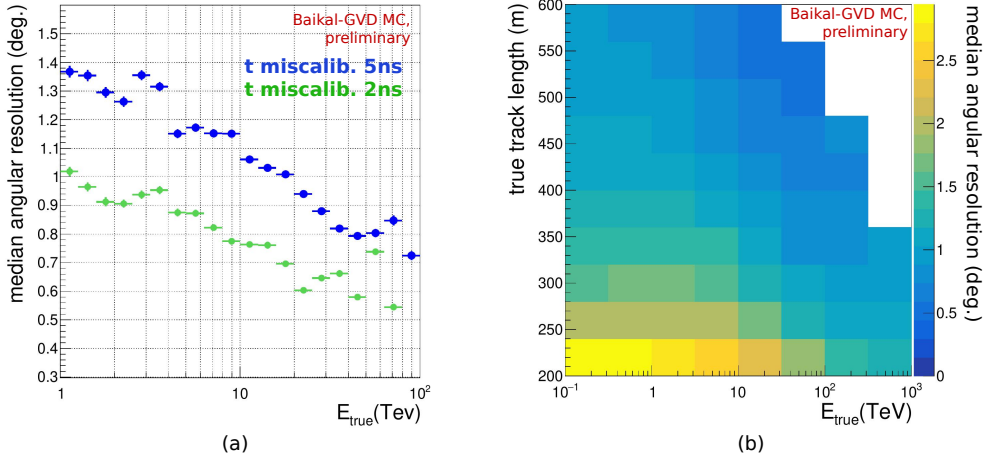 Baikal-GVD MC,
preliminary
t miscalib. 5ns
t miscalib. 2ns
median angular resolution (deg.)
1.5
1.4
1.3
1.2
1.1
1
0.9
0.8
0.7
0.6
0.5
0.4
0.3
1
10
10²
E_true(Tev)
(a)
Baikal-GVD MC,
preliminary
true track length (m)
600
550
500
450
400
350
300
250
200
10⁻¹
1
10
10²
10³
E_true(TeV)
2.5
2
1.5
1
0.5
0
median angular resolution (deg.)
(b)